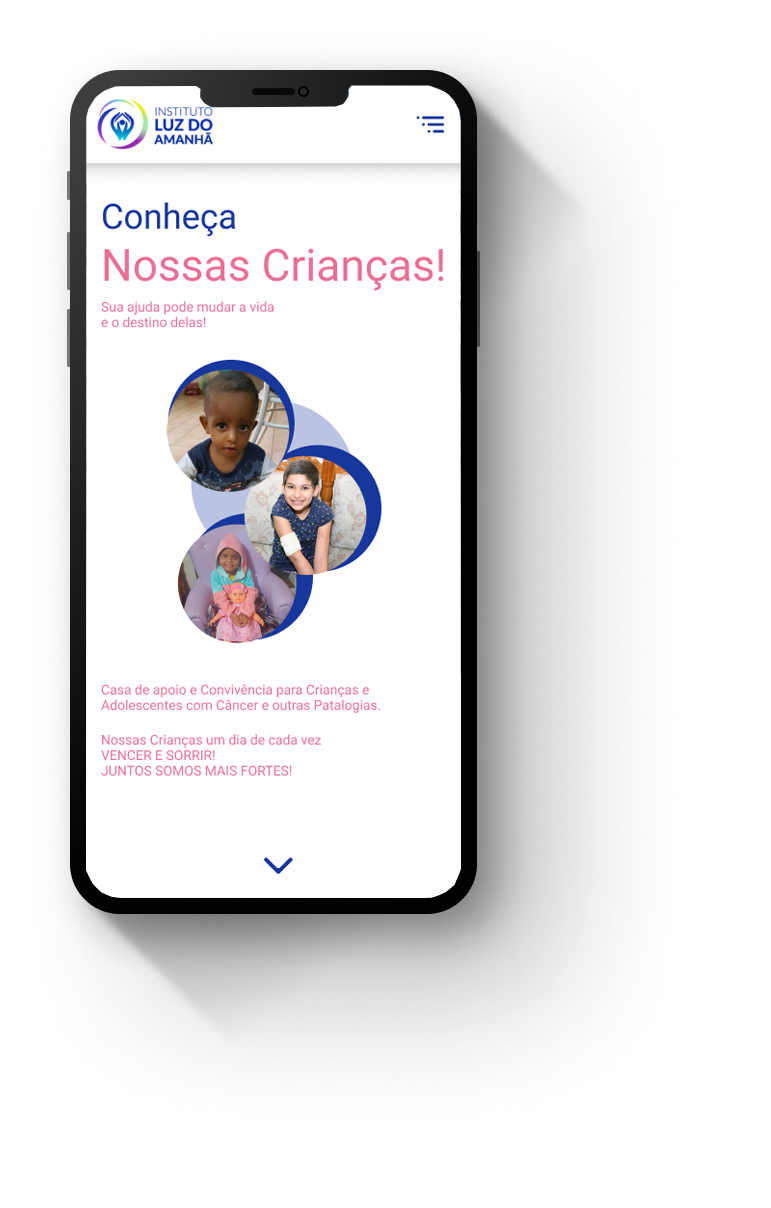 INSTITUTO
LUZ DO
AMANHÃ
Conheça
Nossas Crianças!
Sua ajuda pode mudar a vida
e o destino delas!
Casa de apoio e Convivência para Crianças e
Adolescentes com Câncer e outras Patalogias.
Nossas Crianças um dia de cada vez
VENCER E SORRIR!
JUNTOS SOMOS MAIS FORTES!